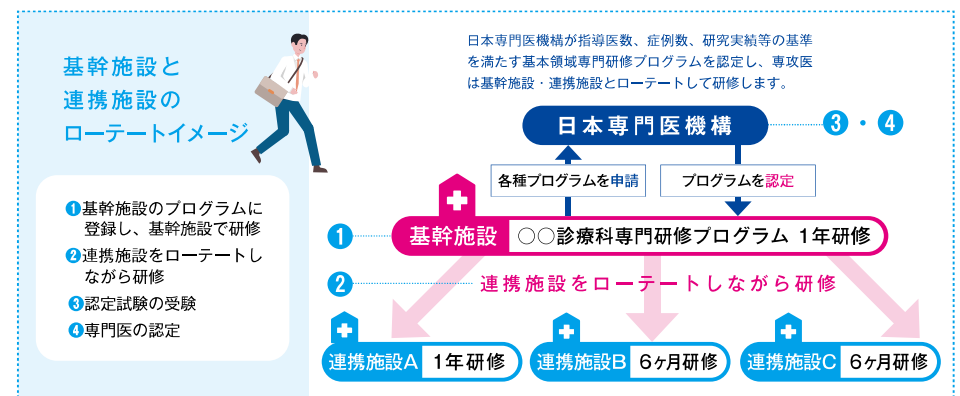 基幹施設と
連携施設の
ローテートイメージ
❶基幹施設のプログラムに
登録し、基幹施設で研修
❷連携施設をローテートし
ながら研修
❸認定試験の受験
❹専門医の認定
日本専門医機構が指導医数、症例数、研究実績等の基準
を満たす基本領域専門研修プログラムを認定し、専攻医
は基幹施設・連携施設とローテートして研修します。
日本専門医機構
❸・❹
各種プログラムを申請
プログラムを認定
❶
基幹施設 ○○診療科専門研修プログラム 1年研修
❷ 連携施設をローテートしながら研修
連携施設A 1年研修
連携施設B 6ヶ月研修
連携施設C 6ヶ月研修